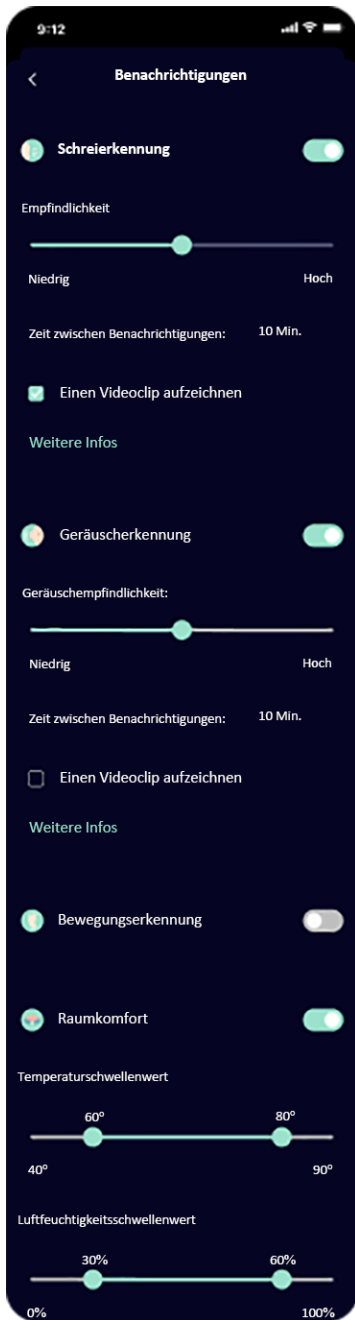 9:12
Benachrichtigungen
Schreierkennung
Empfindlichkeit
Niedrig Hoch
Zeit zwischen Benachrichtigungen: 10 Min.
Einen Videoclip aufzeichnen
Weitere Infos
Geräuscherkennung
Geräuschempfindlichkeit:
Niedrig Hoch
Zeit zwischen Benachrichtigungen: 10 Min.
Einen Videoclip aufzeichnen
Weitere Infos
Bewegungserkennung
Raumkomfort
Temperaturschwellenwert
60° 80°
40° 90°
Luftfeuchtigkeitsschwellenwert
30% 60%
0% 100%